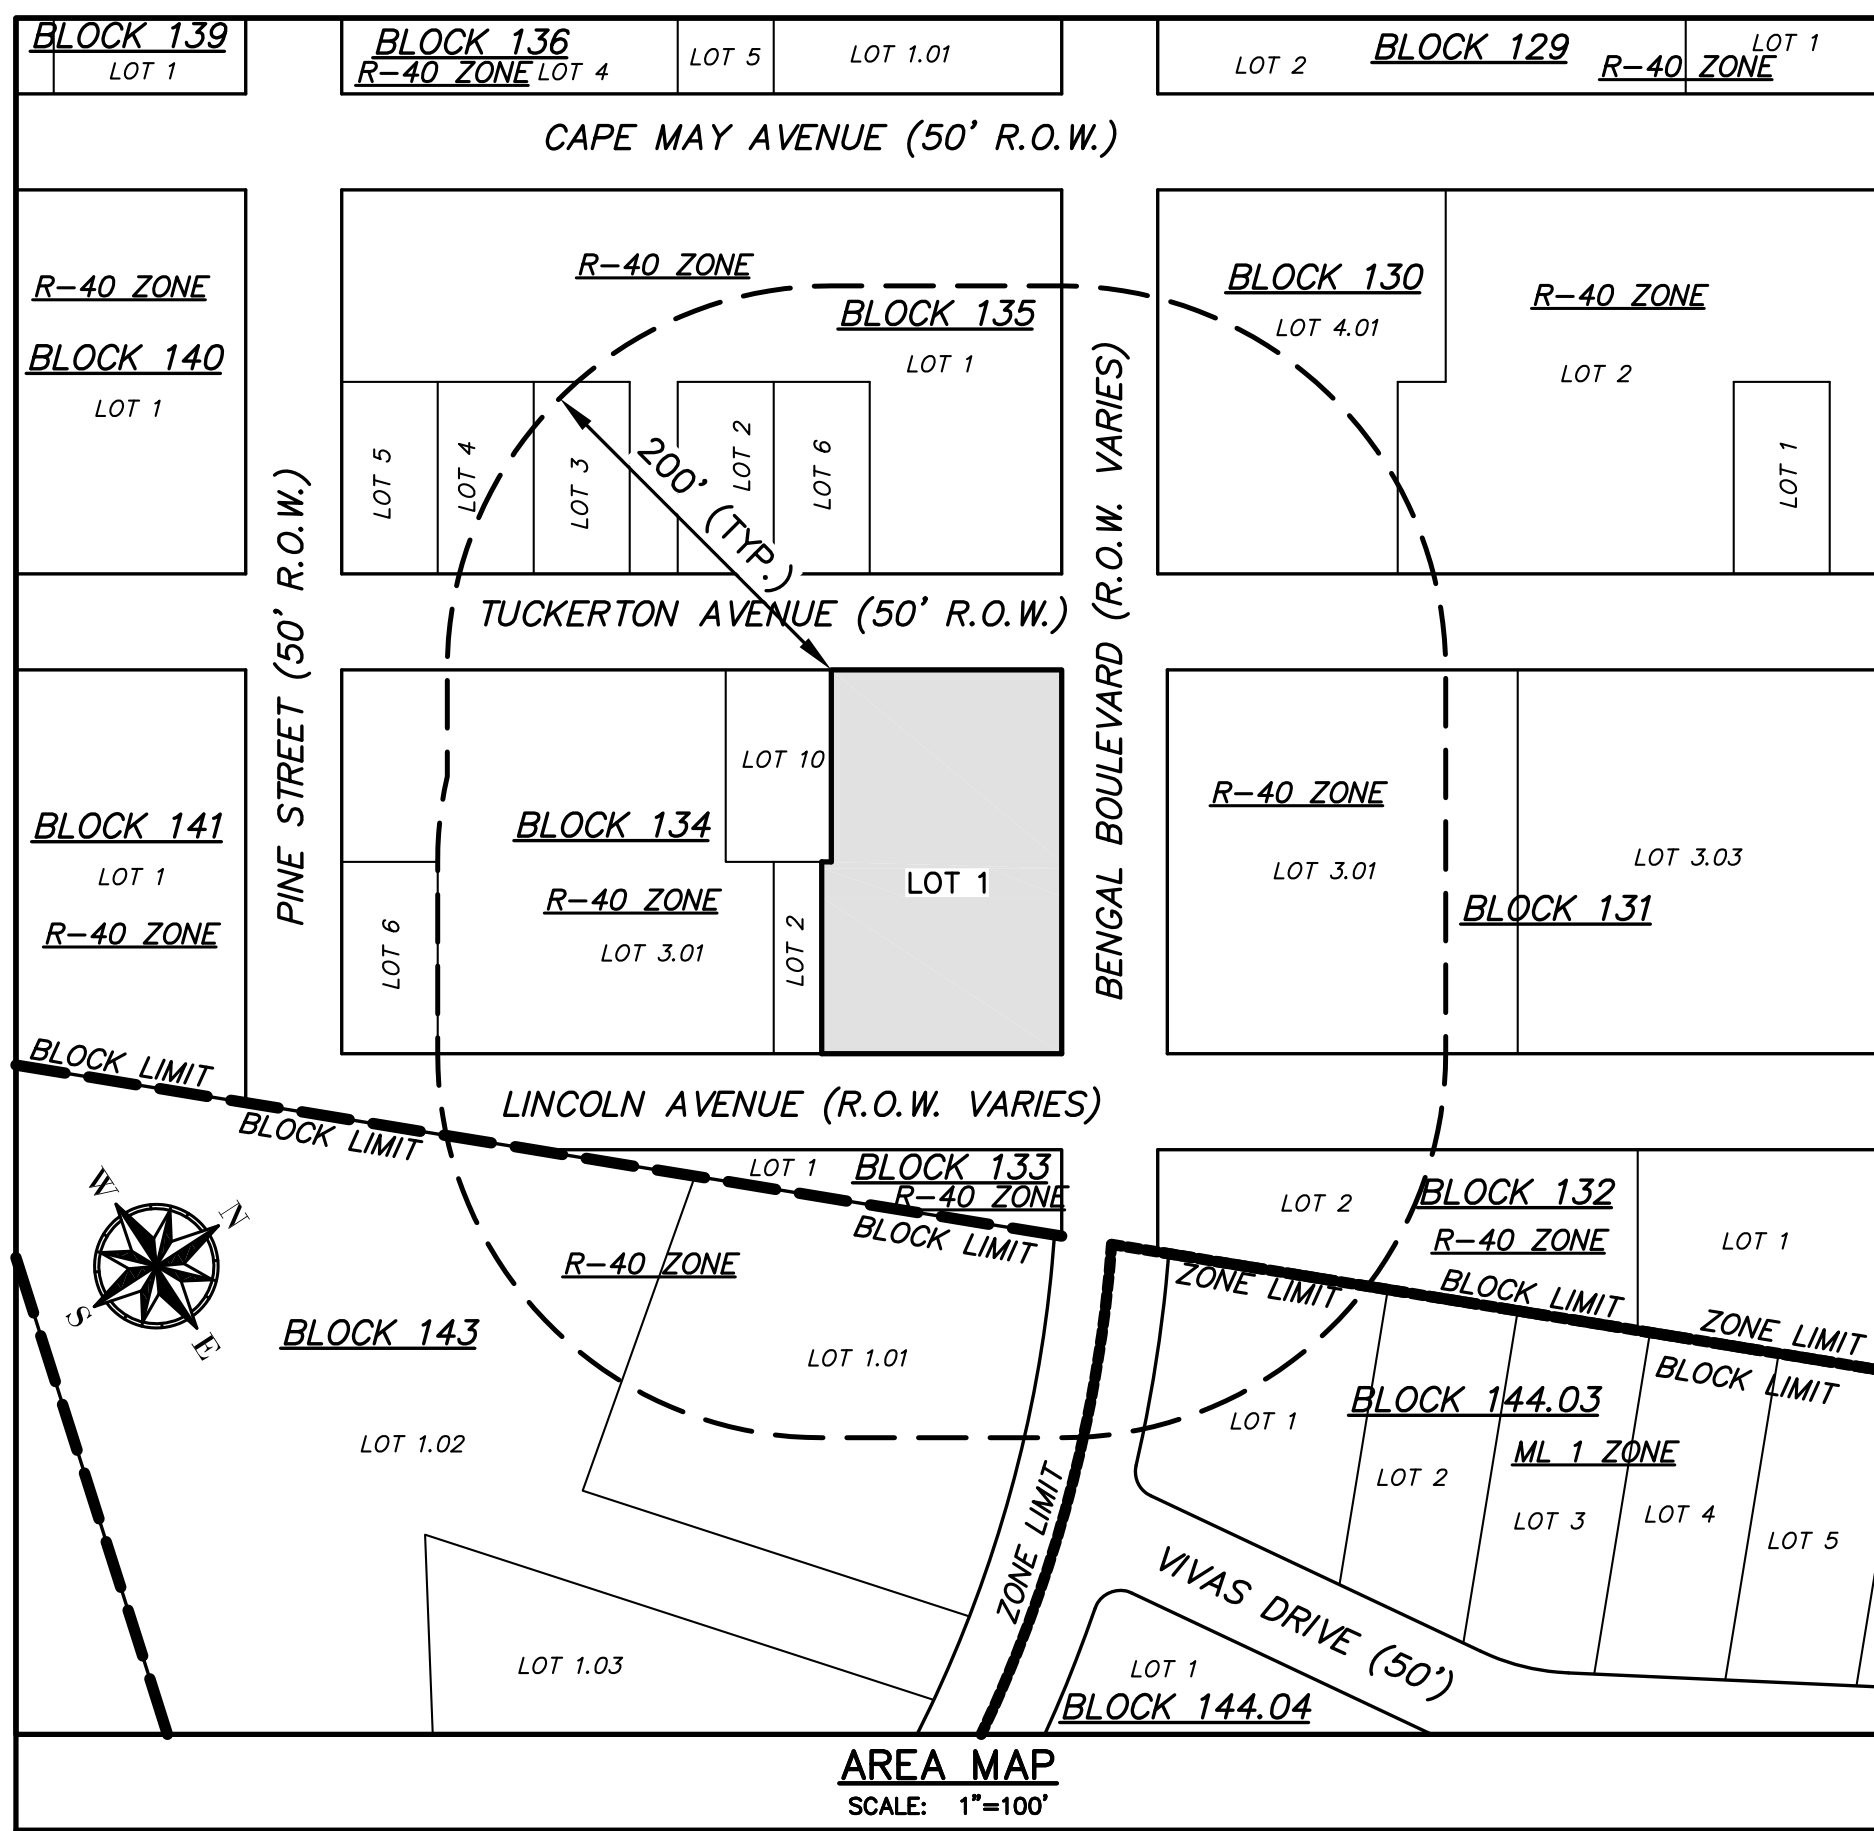 BLOCK 139
LOT 1
BLOCK 136
R-40 ZONE LOT 4
LOT 5
LOT 1.01
LOT 2
BLOCK 129
R-40 ZONE
LOT 1
CAPE MAY AVENUE (50' R.O.W.)
R-40 ZONE
BLOCK 140
LOT 1
R-40 ZONE
BLOCK 135
LOT 1
LOT 5
LOT 4
LOT 3
LOT 2
LOT 6
200' (TYP.)
BLOCK 130
LOT 4.01
R-40 ZONE
LOT 2
LOT 1
PINE STREET (50' R.O.W.)
TUCKERTON AVENUE (50' R.O.W.)
BENGAL BOULEVARD (R.O.W. VARIES)
BLOCK 141
LOT 1
R-40 ZONE
LOT 10
BLOCK 134
R-40 ZONE
LOT 3.01
LOT 6
LOT 2
LOT 1
R-40 ZONE
LOT 3.01
LOT 3.03
BLOCK 131
BLOCK LIMIT
BLOCK LIMIT
LINCOLN AVENUE (R.O.W. VARIES)
LOT 1
BLOCK 133
R-40 ZONE
BLOCK LIMIT
LOT 2
BLOCK 132
R-40 ZONE
LOT 1
ZONE LIMIT
BLOCK LIMIT
ZONE LIMIT
BLOCK LIMIT
W
N
S
E
R-40 ZONE
BLOCK 143
LOT 1.01
LOT 1.02
LOT 1.03
ZONE LIMIT
LOT 1
BLOCK 144.03
ML 1 ZONE
LOT 2
LOT 3
LOT 4
LOT 5
VIVAS DRIVE (50')
LOT 1
BLOCK 144.04
AREA MAP
SCALE: 1"=100'